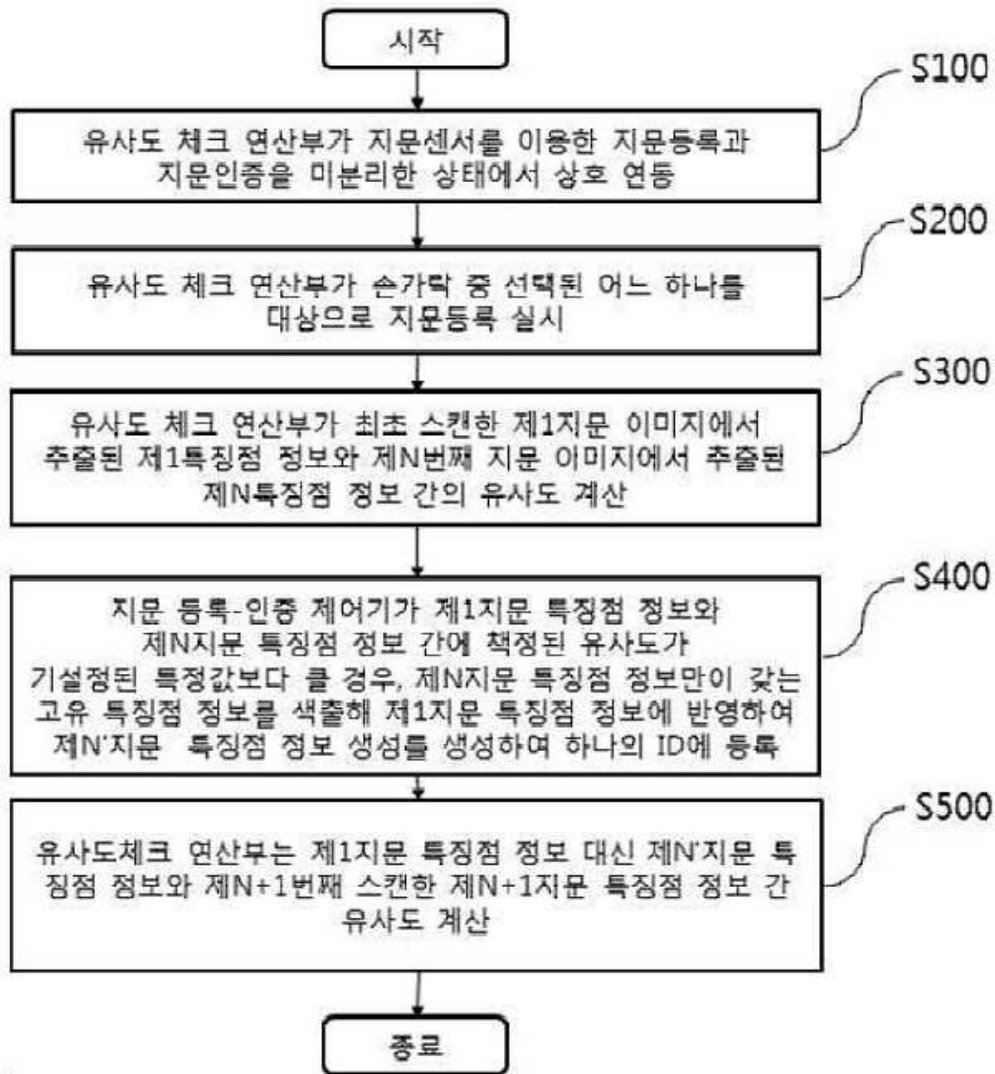 시작
S100
유사도 체크 연산부가 지문센서를 이용한 지문등록과
지문인증을 미분리한 상태에서 상호 연동
S200
유사도 체크 연산부가 손가락 중 선택된 어느 하나를
대상으로 지문등록 실시
S300
유사도 체크 연산부가 최초 스캔한 제1지문 이미지에서
추출된 제1특징점 정보와 제N번째 지문 이미지에서 추출된
제N특징점 정보 간의 유사도 계산
S400
지문 등록-인증 제어기가 제1지문 특징점 정보와
제N지문 특징점 정보 간에 책정된 유사도가
기설정된 특정값보다 클 경우, 제N지문 특징점 정보만이 갖는
고유 특징점 정보를 색출해 제1지문 특징점 정보에 반영하여
제N'지문 특징점 정보 생성를 생성하여 하나의 ID에 등록
S500
유사도체크 연산부는 제1지문 특징점 정보 대신 제N'지문 특
징점 정보와 제N+1번째 스캔한 제N+1지문 특징점 정보 간
유사도 계산
종료